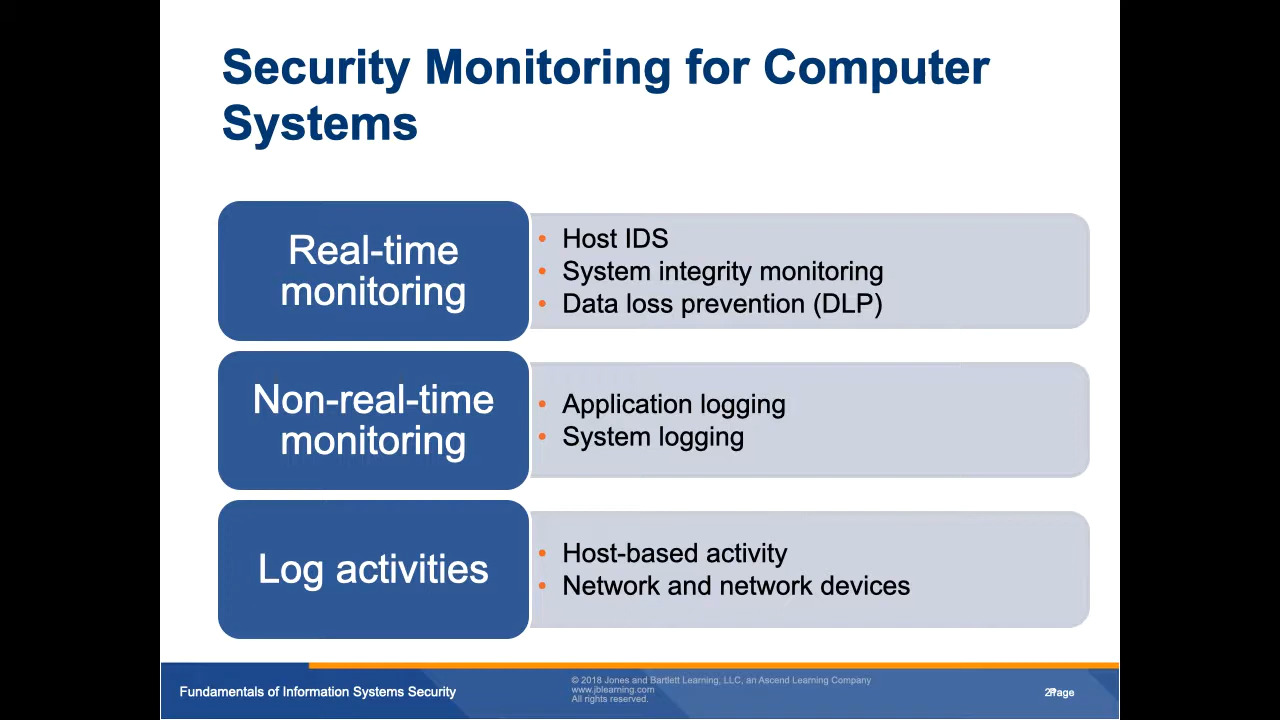 Security Monitoring for Computer
Systems
Real-time
monitoring
• Host IDS
• System integrity monitoring
• Data loss prevention (DLP)
Non-real-time
monitoring
• Application logging
• System logging
Log activities
• Host-based activity
• Network and network devices
Fundamentals of Information Systems Security
© 2018 Jones and Bartlett Learning, LLC, an Ascend Learning Company
www.jblearning.com
All rights reserved.
Page